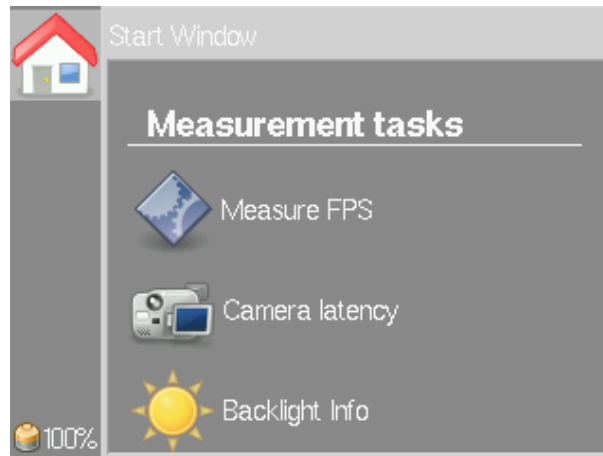 Start Window
Measurement tasks
Measure FPS
Camera latency
Backlight Info
100%